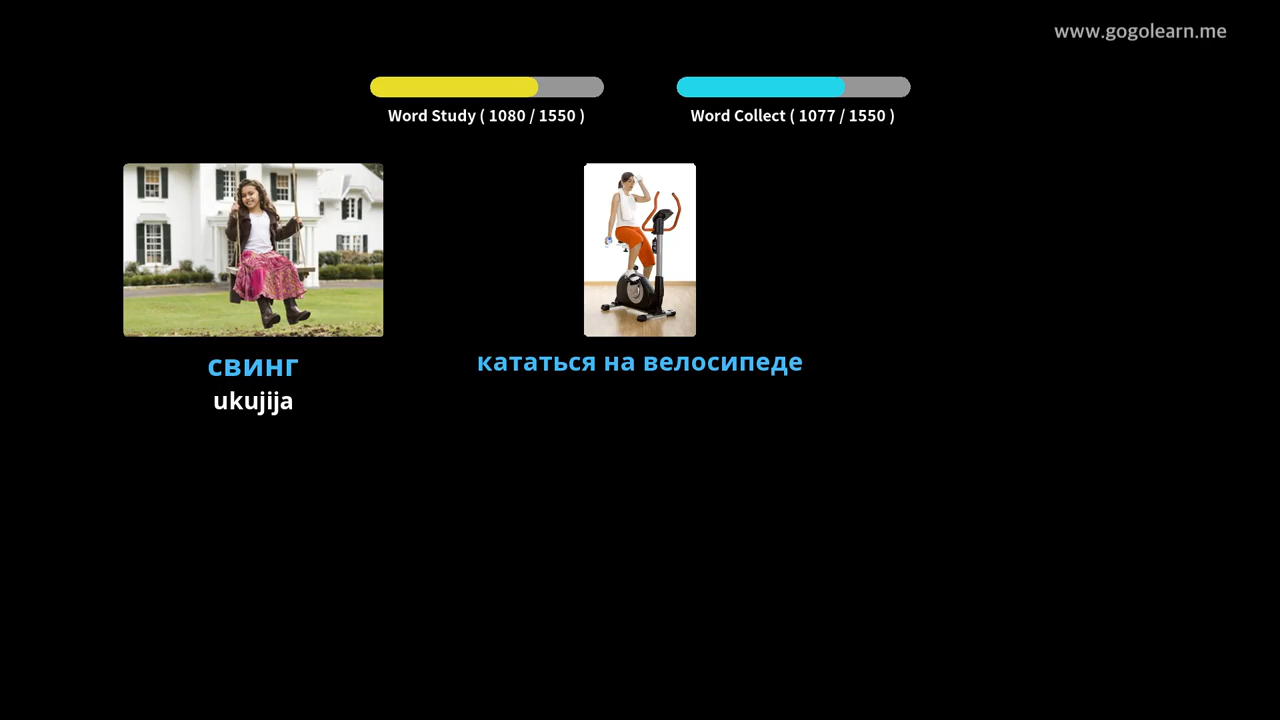 www.gogolearn.me
Word Study ( 1080 / 1550 )
Word Collect ( 1077 / 1550 )
свинг
ukujija
кататься на велосипеде